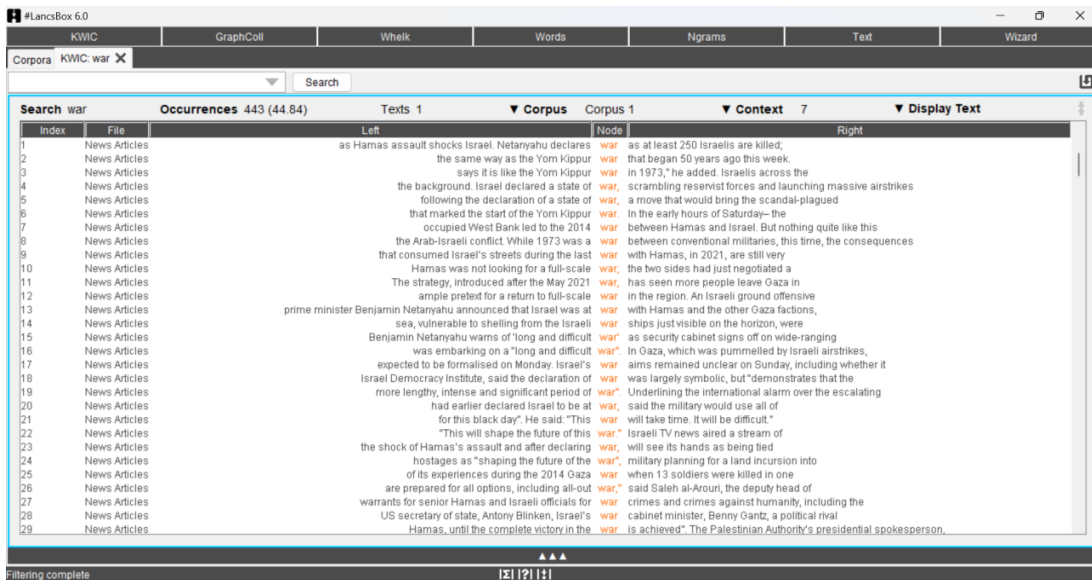 #LancsBox 6.0
KWIC GraphColl Whelk Words Ngrams Text Wizard
Corpora KWIC: war
Search
Search war Occurrences 443 (44.84) Texts 1 ▼ Corpus Corpus 1 ▼ Context 7 ▼ Display Text
Index File Left Node Right
1 News Articles as Hamas assault shocks Israel. Netanyahu declares war as at least 250 Israelis are killed;
2 News Articles the same way as the Yom Kippur war that began 50 years ago this week.
3 News Articles says it is like the Yom Kippur war in 1973," he added. Israelis across the
4 News Articles the background. Israel declared a state of war, scrambling reservist forces and launching massive airstrikes
5 News Articles following the declaration of a state of war, a move that would bring the scandal-plagued
6 News Articles that marked the start of the Yom Kippur war. In the early hours of Saturday– the
7 News Articles occupied West Bank led to the 2014 war between Hamas and Israel. But nothing quite like this
8 News Articles the Arab-Israeli conflict. While 1973 was a war between conventional militaries, this time, the consequences
9 News Articles that consumed Israel's streets during the last war with Hamas, in 2021, are still very
10 News Articles Hamas was not looking for a full-scale war; the two sides had just negotiated a
11 News Articles The strategy, introduced after the May 2021 war, has seen more people leave Gaza in
12 News Articles ample pretext for a return to full-scale war in the region. An Israeli ground offensive
13 News Articles prime minister Benjamin Netanyahu announced that Israel was at war with Hamas and the other Gaza factions,
14 News Articles sea, vulnerable to shelling from the Israeli war ships just visible on the horizon, were
15 News Articles Benjamin Netanyahu warns of 'long and difficult war' as security cabinet signs off on wide-ranging
16 News Articles was embarking on a "long and difficult war". In Gaza, which was pummelled by Israeli airstrikes,
17 News Articles expected to be formalised on Monday. Israel's war aims remained unclear on Sunday, including whether it
18 News Articles Israel Democracy Institute, said the declaration of war was largely symbolic, but "demonstrates that the
19 News Articles more lengthy, intense and significant period of war". Underlining the international alarm over the escalating
20 News Articles had earlier declared Israel to be at war, said the military would use all of
21 News Articles for this black day". He said: "This war will take time. It will be difficult."
22 News Articles "This will shape the future of this war." Israeli TV news aired a stream of
23 News Articles the shock of Hamas's assault and after declaring war, will see its hands as being tied
24 News Articles hostages as "shaping the future of the war", military planning for a land incursion into
25 News Articles of its experiences during the 2014 Gaza war when 13 soldiers were killed in one
26 News Articles are prepared for all options, including all-out war," said Saleh al-Arouri, the deputy head of
27 News Articles warrants for senior Hamas and Israeli officials for war crimes and crimes against humanity, including the
28 News Articles US secretary of state, Antony Blinken, Israel's war cabinet minister, Benny Gantz, a political rival
29 News Articles Hamas, until the complete victory in the war is achieved". The Palestinian Authority's presidential spokesperson,
▲▲▲
Filtering complete |Σ| |?| |‡|